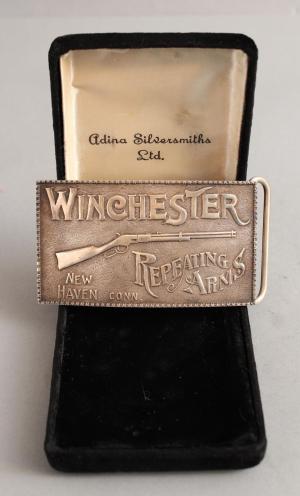 Adina Silversmiths
Ltd.
WINCHESTER
REPEATING
ARMS
NEW
HAVEN CONN.